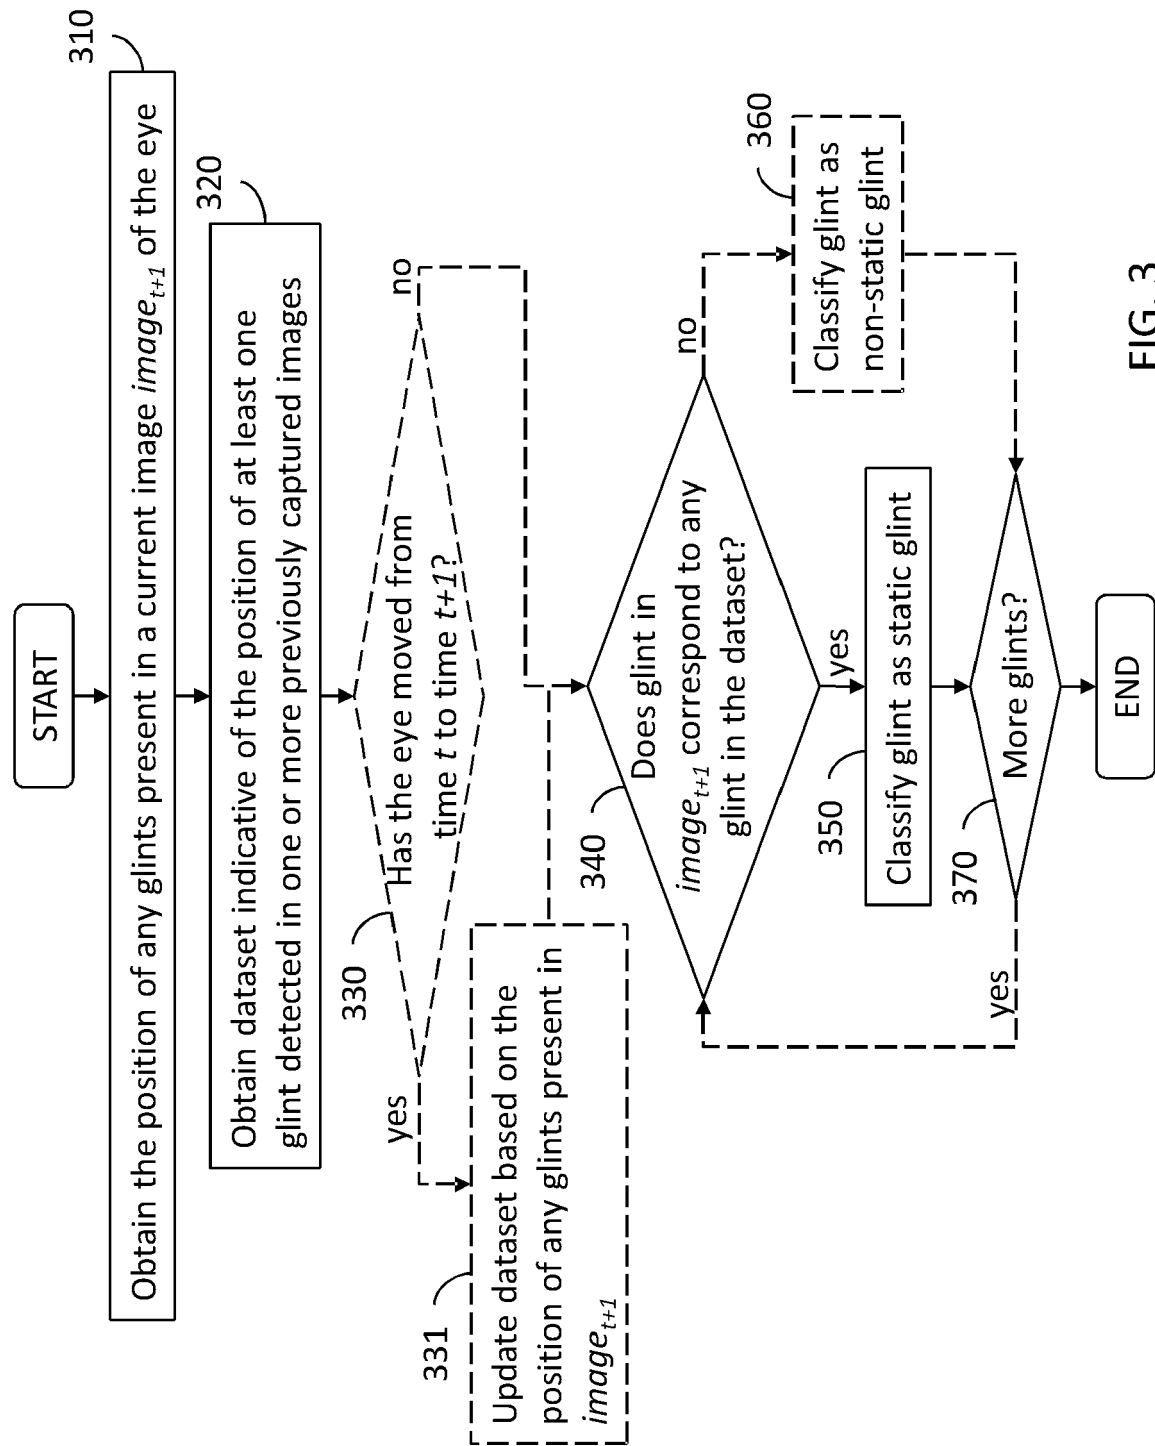 START
310
Obtain the position of any glints present in a current image image_{t+1} of the eye
320
Obtain dataset indicative of the position of at least one
glint detected in one or more previously captured images
330
Has the eye moved from
time t to time t+1?
yes
no
331
Update dataset based on the
position of any glints present in
image_{t+1}
340
Does glint in
image_{t+1} correspond to any
glint in the dataset?
no
yes
360
Classify glint as
non-static glint
350
Classify glint as static glint
370
More glints?
yes
END
FIG. 3